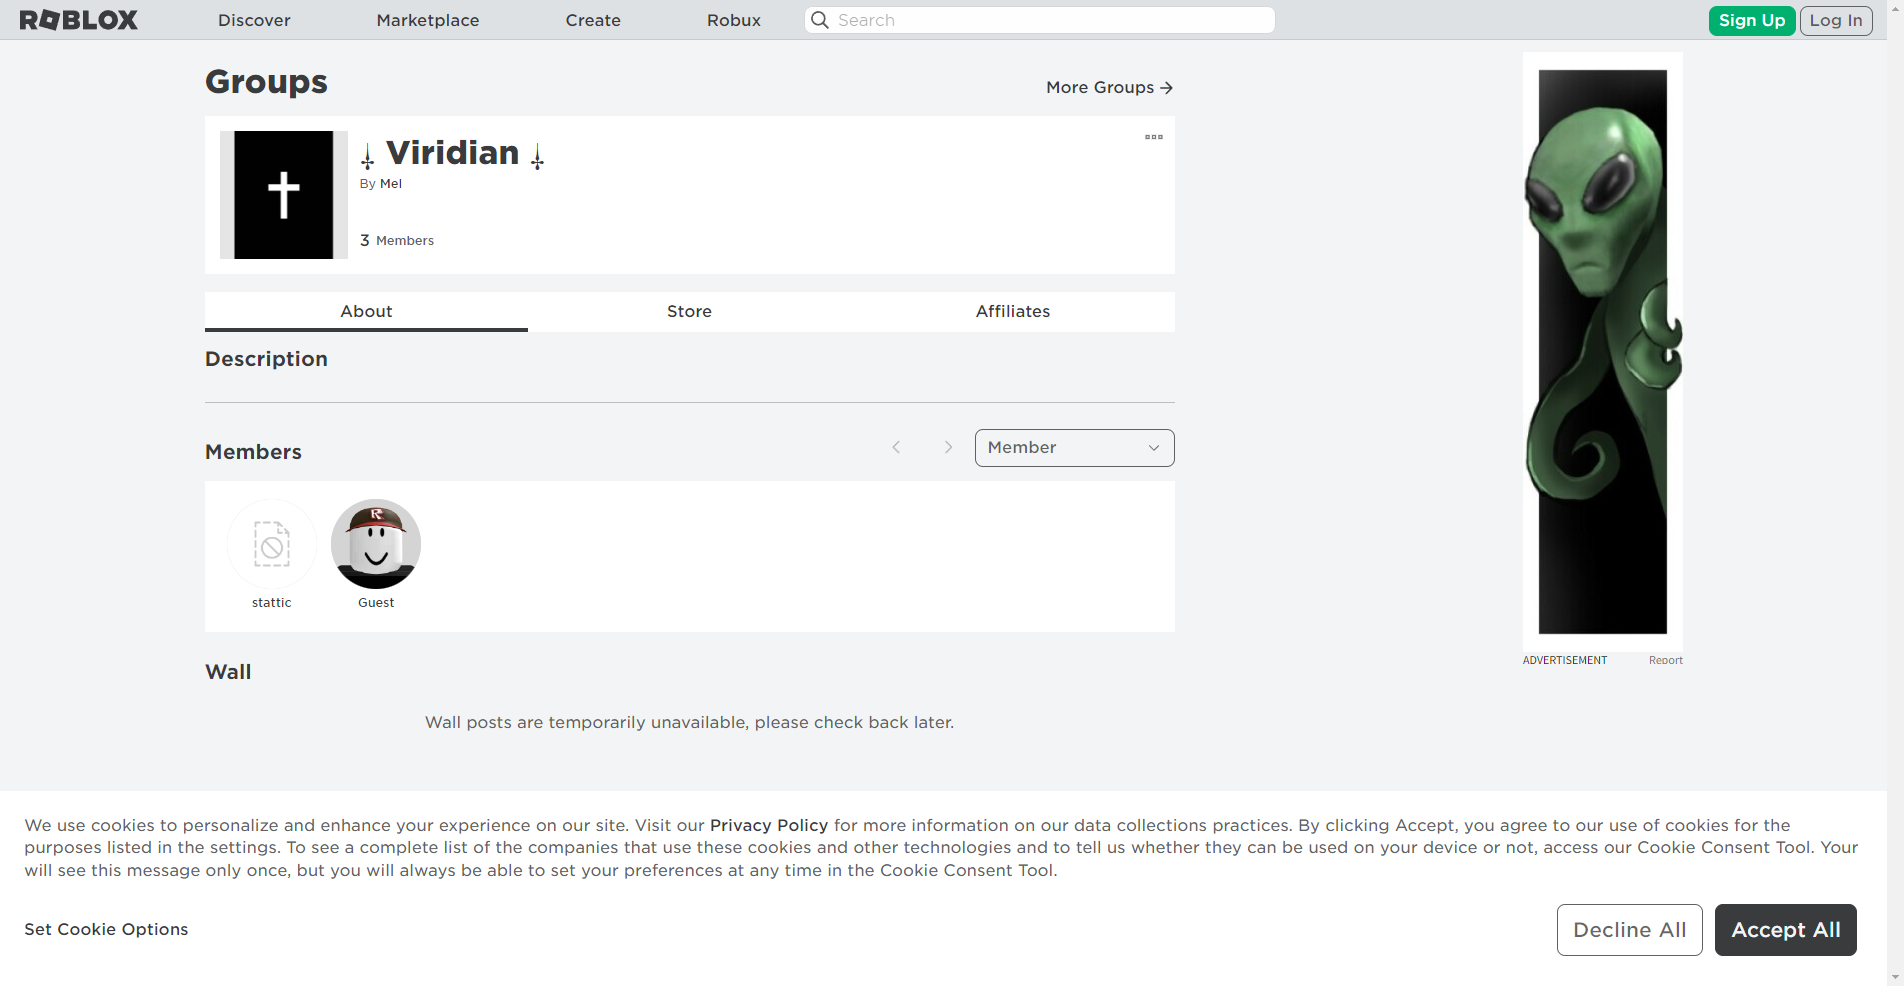 ROBLOX Discover Marketplace Create Robux Search Sign Up Log In
Groups
More Groups
Viridian
By Mel
3 Members
About Store Affiliates
Description
Members
Member
R
stattic Guest
Wall
Wall posts are temporarily unavailable, please check back later.
ADVERTISEMENT Report
We use cookies to personalize and enhance your experience on our site. Visit our Privacy Policy for more information on our data collections practices. By clicking Accept, you agree to our use of cookies for the
purposes listed in the settings. To see a complete list of the companies that use these cookies and other technologies and to tell us whether they can be used on your device or not, access our Cookie Consent Tool. Your
will see this message only once, but you will always be able to set your preferences at any time in the Cookie Consent Tool.
Set Cookie Options
Decline All Accept All